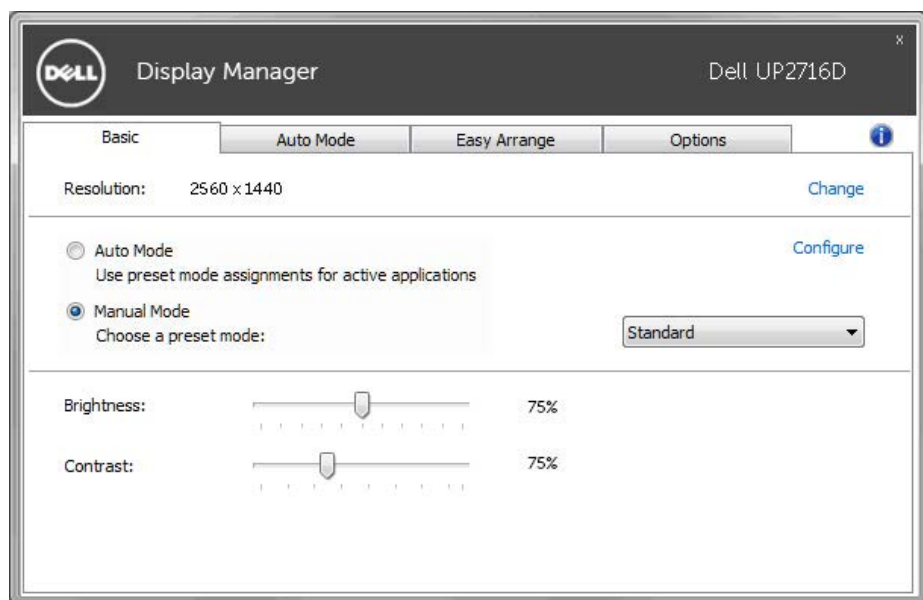 DELL Display Manager Dell UP2716D x
Basic Auto Mode Easy Arrange Options i
Resolution: 2560 x 1440 Change
Auto Mode Configure
Use preset mode assignments for active applications
Manual Mode
Choose a preset mode: Standard
Brightness: 75%
Contrast: 75%